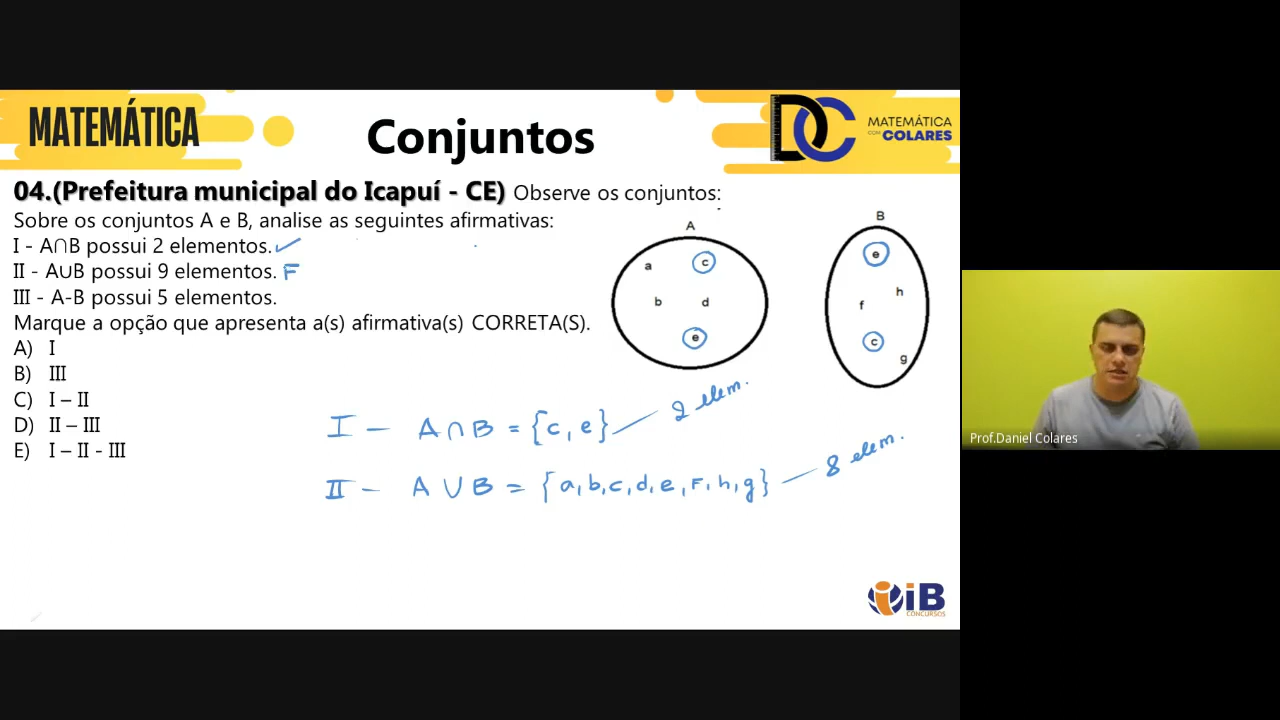 MATEMÁTICA
Conjuntos
DC MATEMÁTICA
COM COLARES
04.(Prefeitura municipal do Icapuí - CE) Observe os conjuntos:
Sobre os conjuntos A e B, analise as seguintes afirmativas:
I - A∩B possui 2 elementos. ✓
II - A∪B possui 9 elementos. F
III - A-B possui 5 elementos.
Marque a opção que apresenta a(s) afirmativa(s) CORRETA(S).
A) I
B) III
C) I – II
D) II – III
E) I – II - III
A
a c
b d
e
B
e
h
f
c
g
I – A ∩ B = {c, e} — 2 elem.
II – A ∪ B = {a, b, c, d, e, F, h, g} — 8 elem.
iB
CONCURSOS
Prof.Daniel Colares